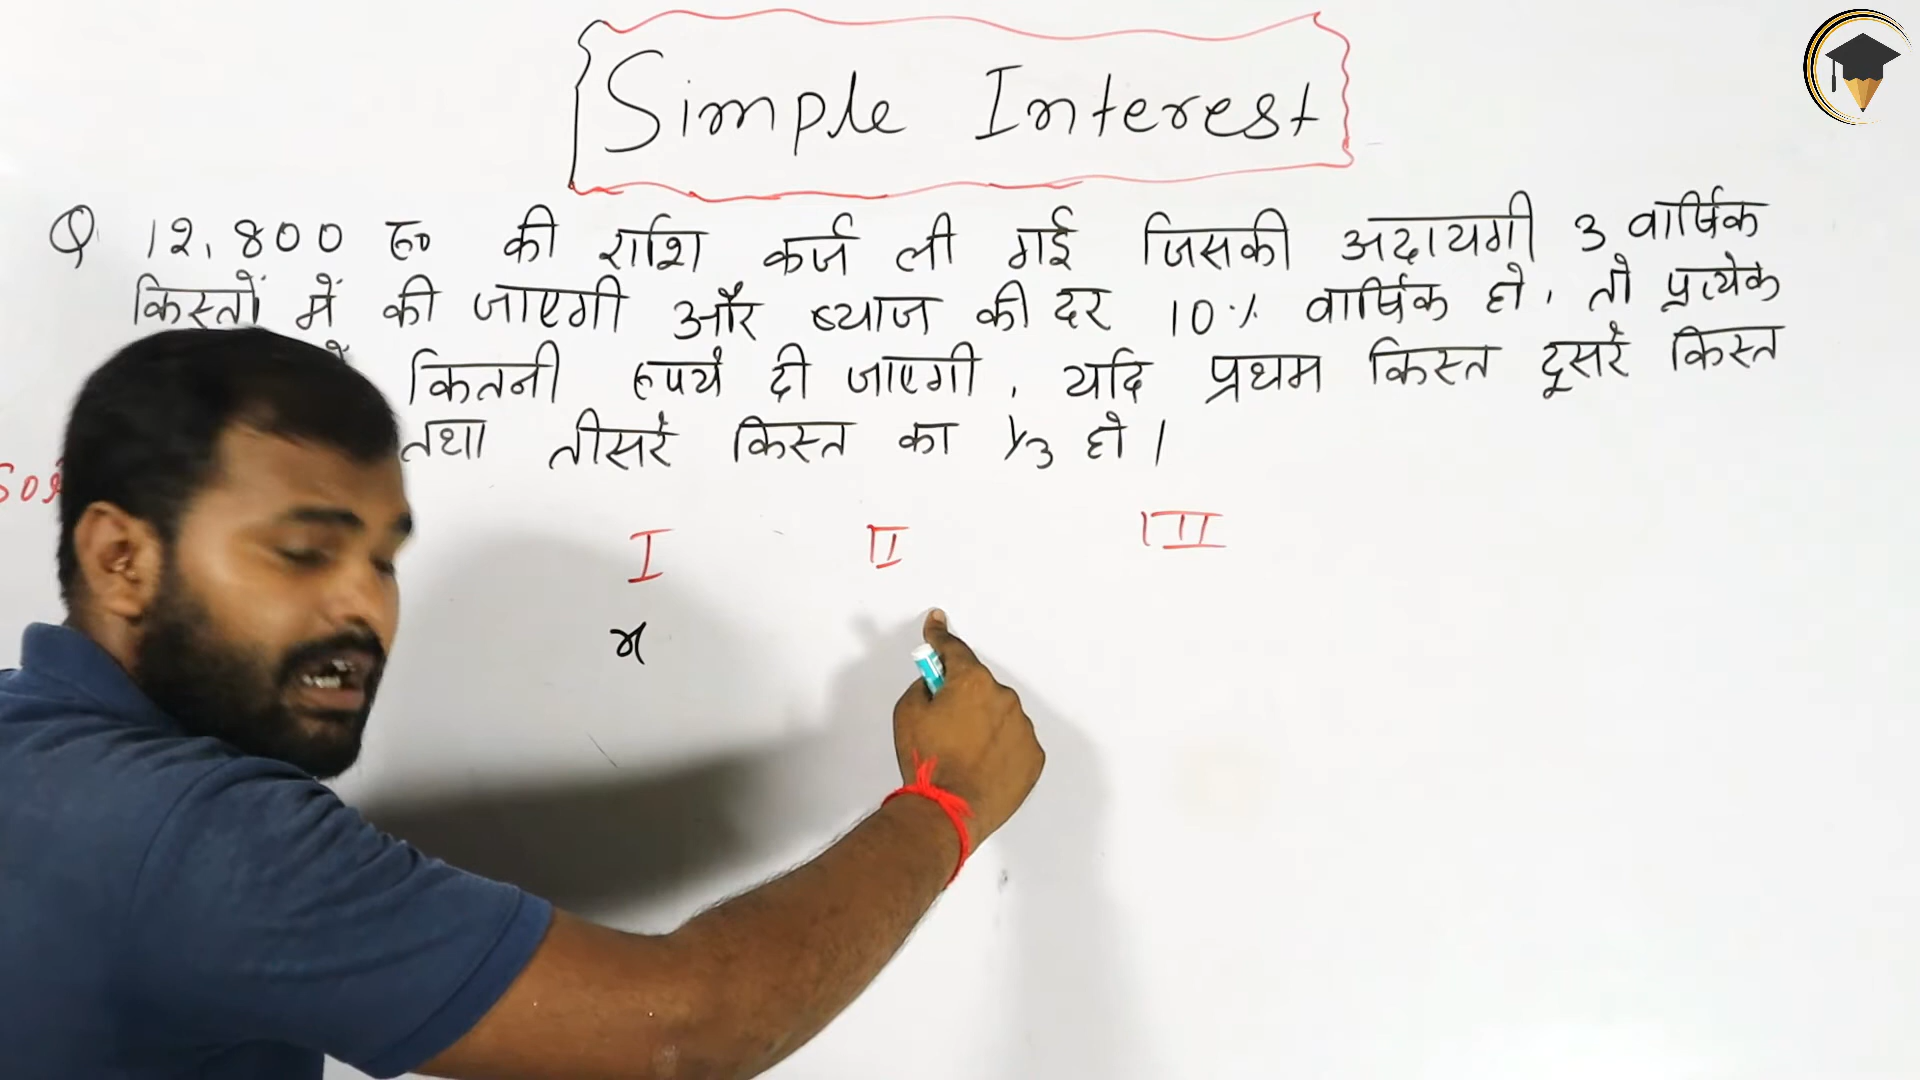 Simple Interest
Q. 12,800 रु० की राशि कर्ज ली गई जिसकी अदायगी 3 वार्षिक
किस्तों में की जाएगी और ब्याज की दर 10% वार्षिक हो, तो प्रत्येक
कितनी रुपये दी जाएगी, यदि प्रथम किस्त दूसरे किस्त
तथा तीसरे किस्त का 1/3 हो।
I II III
x